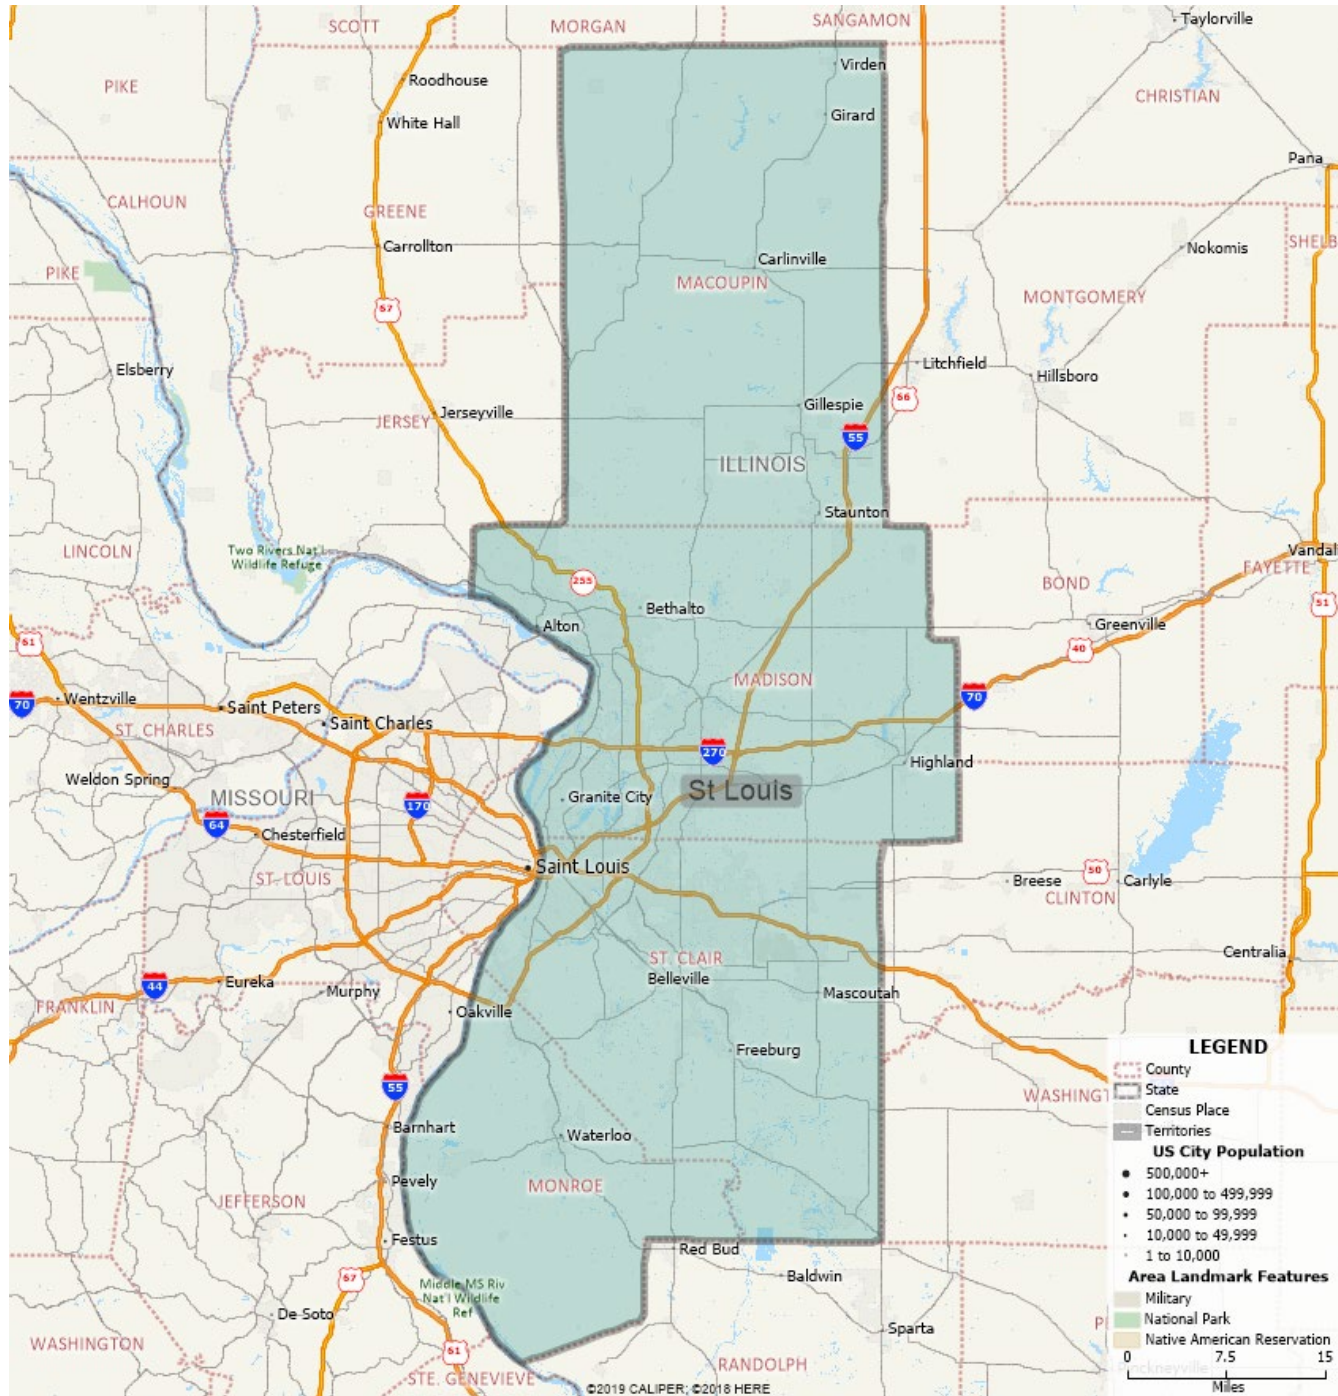 SCOTT
MORGAN
SANGAMON
Taylorville
Virden
Roodhouse
PIKE
CHRISTIAN
Girard
White Hall
Pana
CALHOUN
GREENE
Carrollton
Nokomis
SHELB
Carlinville
PIKE
MACOUPIN
MONTGOMERY
67
Elsberry
Litchfield
Hillsboro
66
Gillespie
Jerseyville
JERSEY
55
ILLINOIS
Staunton
LINCOLN
Two Rivers Nat'l
Wildlife Refuge
Vandal
FAYETTE
255
BOND
51
Bethalto
Alton
Greenville
61
40
MADISON
Wentzville
70
Saint Peters
70
Saint Charles
ST. CHARLES
270
Highland
Weldon Spring
St Louis
MISSOURI
Granite City
170
64
Chesterfield
Saint Louis
50
ST. LOUIS
Breese
Carlyle
CLINTON
Centralia
ST. CLAIR
Belleville
Eureka
44
Murphy
Mascoutah
FRANKLIN
Oakville
Freeburg
LEGEND
County
55
State
WASHINGT
Census Place
Barnhart
Territories
Waterloo
US City Population
500,000+
Pevely
MONROE
100,000 to 499,999
JEFFERSON
50,000 to 99,999
10,000 to 49,999
Festus
Red Bud
1 to 10,000
67
Middle MS Riv
Nat'l Wildlife
Ref
Baldwin
Area Landmark Features
Military
De Soto
National Park
Sparta
P
WASHINGTON
61
Native American Reservation
RANDOLPH
Pinckneyville
0 7.5 15
Miles
STE. GENEVIEVE
©2019 CALIPER; ©2018 HERE